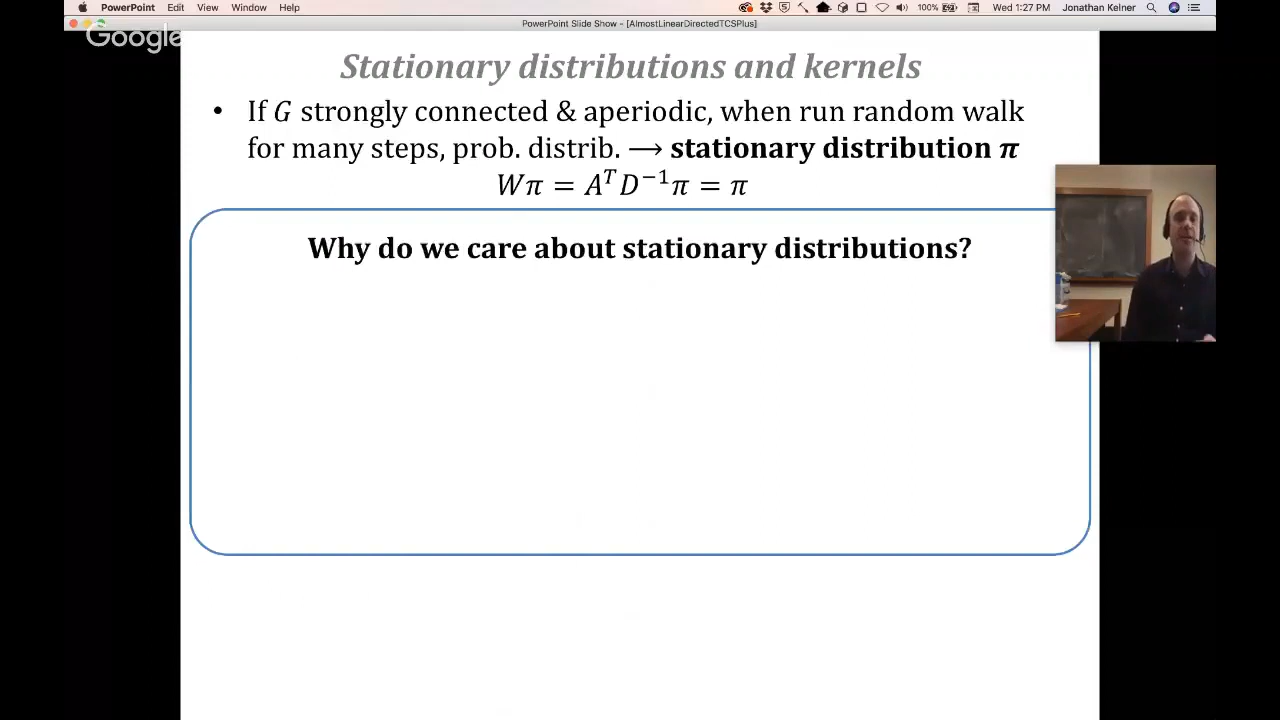 PowerPoint Edit View Window Help 100% Wed 1:27 PM Jonathan Kelner
PowerPoint Slide Show - [AlmostLinearDirectedTCSPlus]
Google
Stationary distributions and kernels
• If G strongly connected & aperiodic, when run random walk
for many steps, prob. distrib. ⟶ stationary distribution π
Wπ = AᵀD⁻¹π = π
Why do we care about stationary distributions?